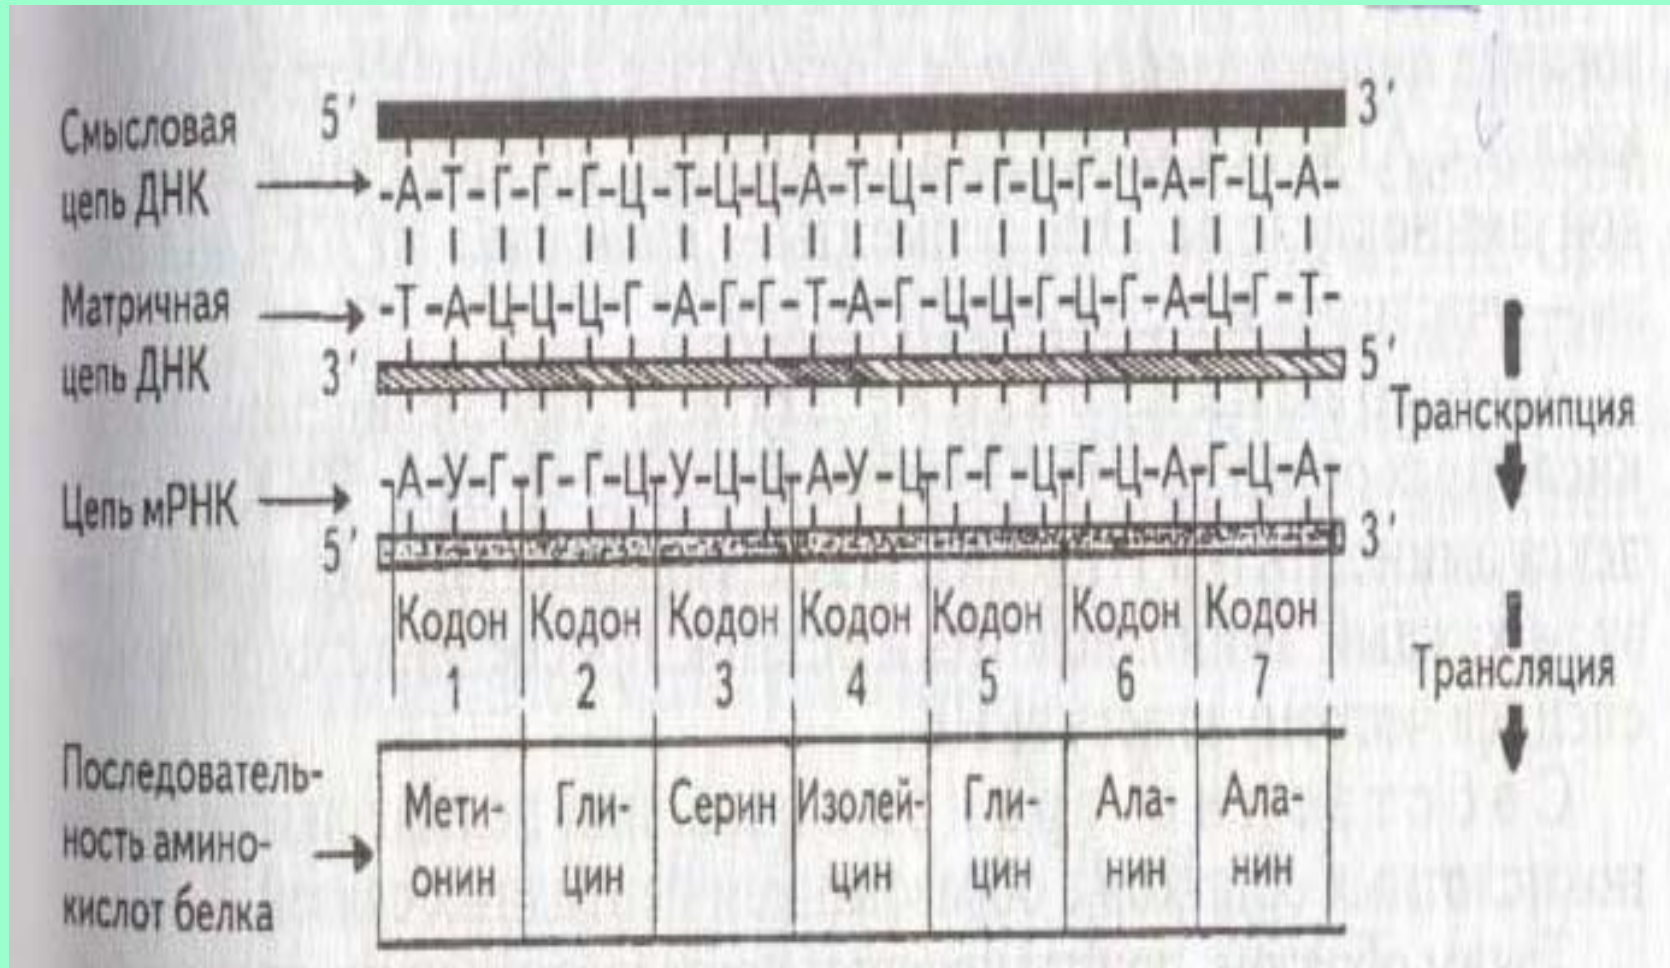 Смысловая
цепь ДНК
5' 3'
-А-Т-Г-Г-Г-Ц-Т-Ц-Ц-А-Т-Ц-Г-Г-Ц-Г-Ц-А-Г-Ц-А-
Матричная
цепь ДНК
-Т-А-Ц-Ц-Ц-Г-А-Г-Г-Т-А-Г-Ц-Ц-Г-Ц-Г-А-Ц-Г-Т-
3' 5'
Транскрипция
Цепь мРНК
-А-У-Г-Г-Г-Ц-У-Ц-Ц-А-У-Ц-Г-Г-Ц-Г-Ц-А-Г-Ц-А-
5' 3'
Кодон Кодон Кодон Кодон Кодон Кодон Кодон
1 2 3 4 5 6 7
Трансляция
Последователь-
ность амино-
кислот белка
Мети- Гли- Серин Изолей- Гли- Ала- Ала-
онин цин цин цин нин нин